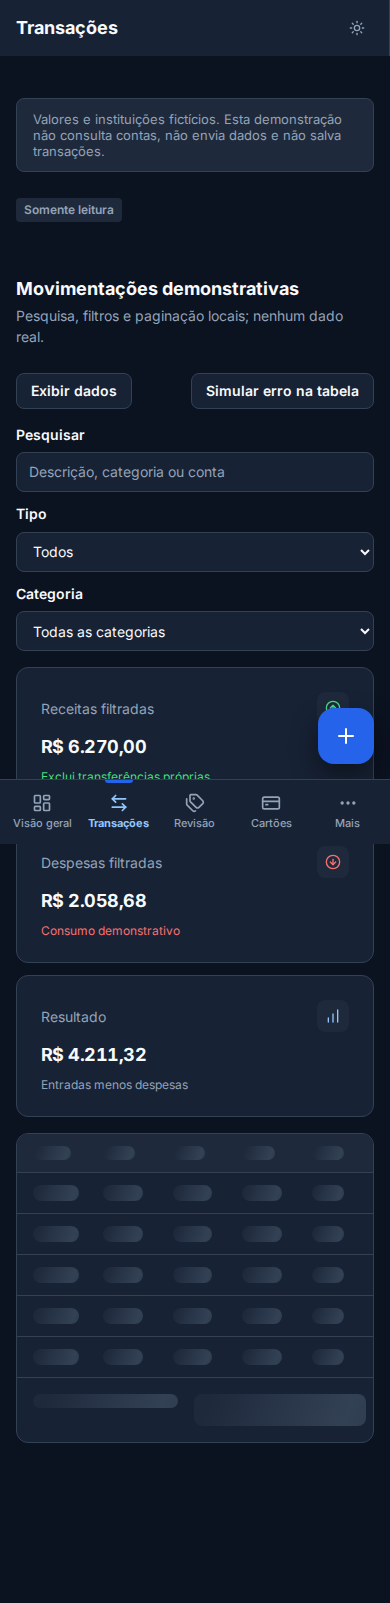 Transações
Valores e instituições fictícios. Esta demonstração
não consulta contas, não envia dados e não salva
transações.
Somente leitura
Movimentações demonstrativas
Pesquisa, filtros e paginação locais; nenhum dado
real.
Exibir dados
Simular erro na tabela
Pesquisar
Descrição, categoria ou conta
Tipo
Todos
Categoria
Todas as categorias
Receitas filtradas
R$ 6.270,00
Exclui transferências próprias
Visão geral
Transações
Revisão
Cartões
Mais
Despesas filtradas
R$ 2.058,68
Consumo demonstrativo
Resultado
R$ 4.211,32
Entradas menos despesas